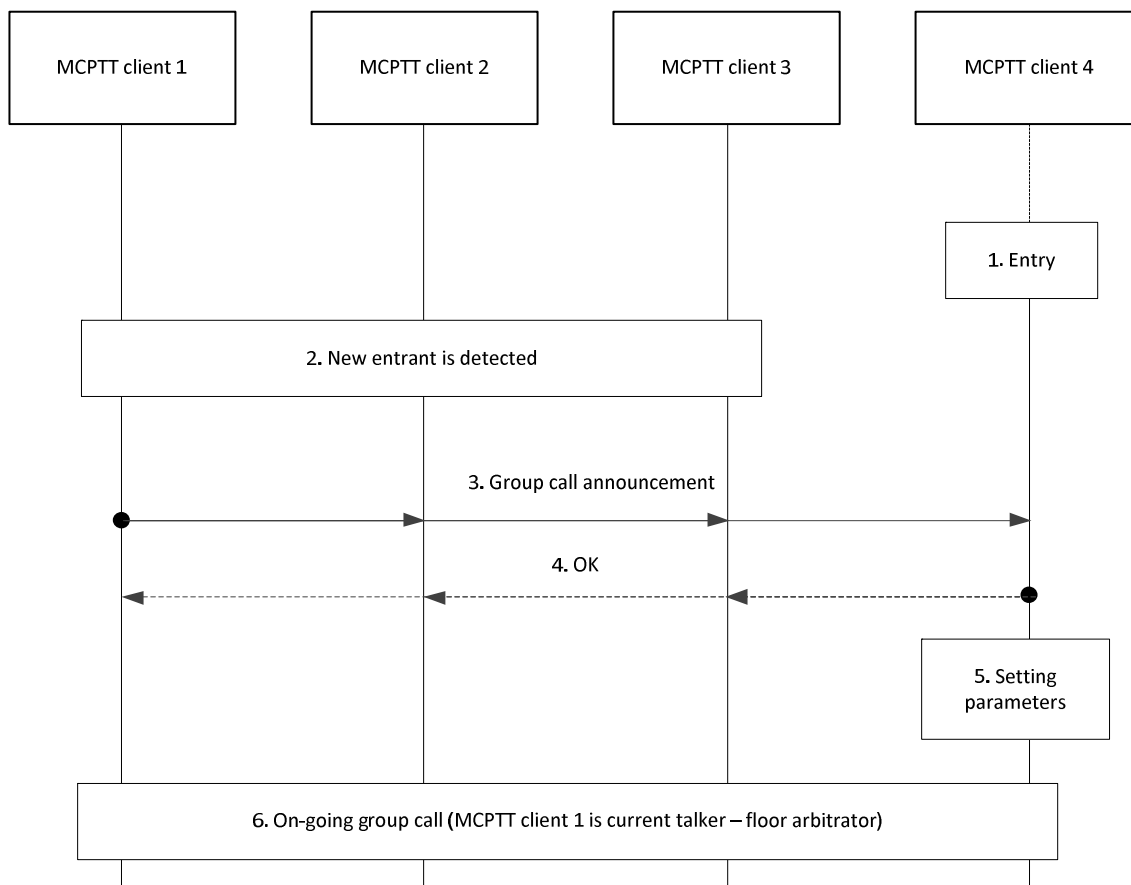 MCPTT client 1
MCPTT client 2
MCPTT client 3
MCPTT client 4
1. Entry
2. New entrant is detected
3. Group call announcement
4. OK
5. Setting
parameters
6. On-going group call (MCPTT client 1 is current talker – floor arbitrator)